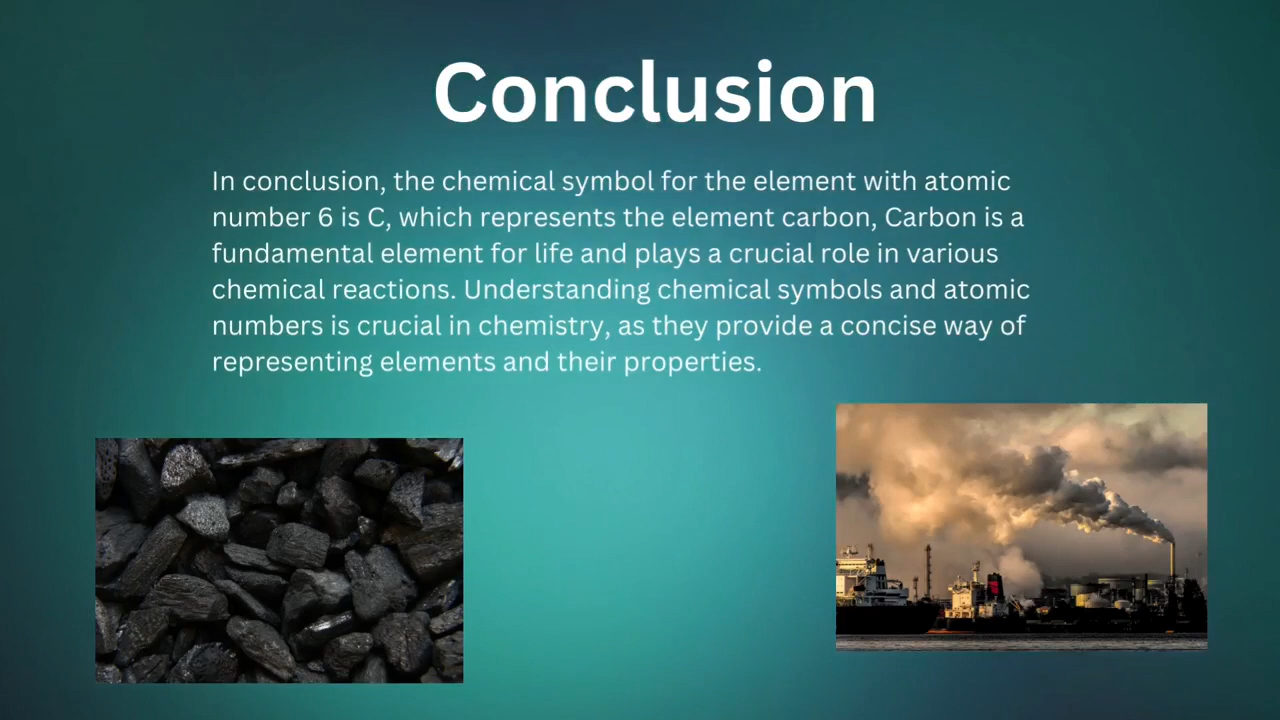 Conclusion
In conclusion, the chemical symbol for the element with atomic
number 6 is C, which represents the element carbon, Carbon is a
fundamental element for life and plays a crucial role in various
chemical reactions. Understanding chemical symbols and atomic
numbers is crucial in chemistry, as they provide a concise way of
representing elements and their properties.